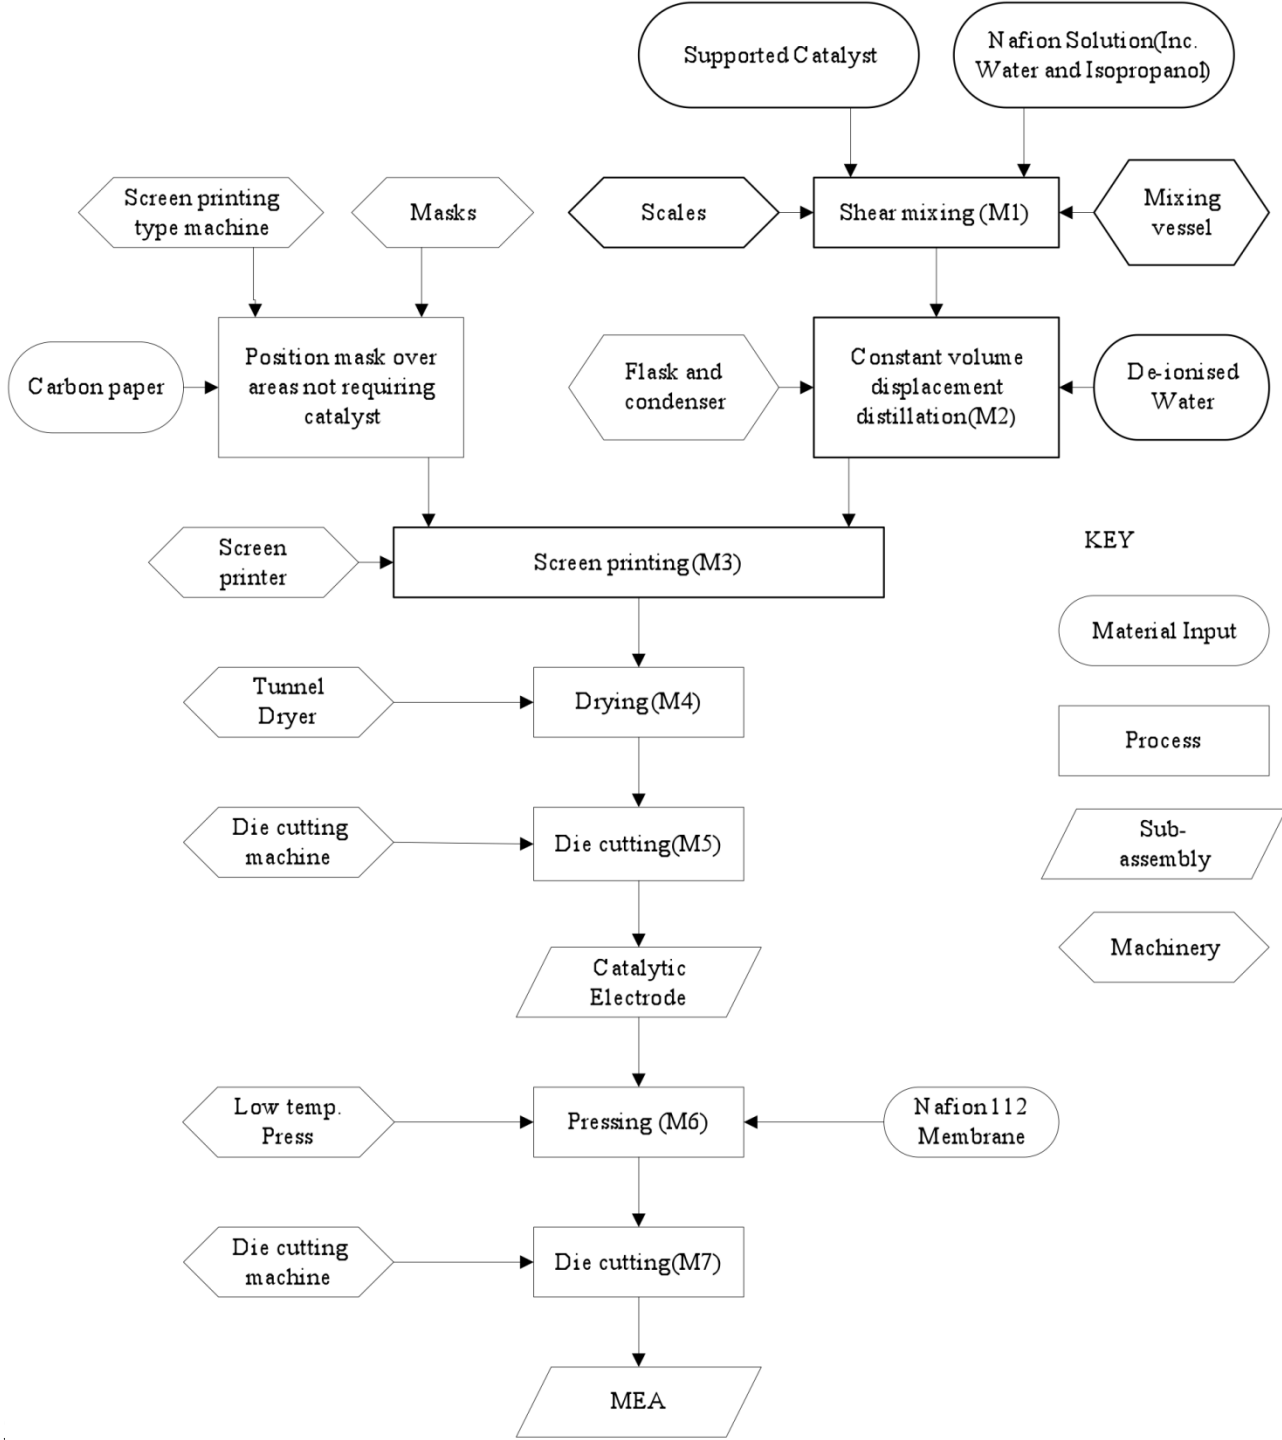 Supported Catalyst
Nafion Solution(Inc.
Water and Isopropanol)
Screen printing
type machine
Masks
Scales
Shear mixing (M1)
Mixing
vessel
Carbon paper
Position mask over
areas not requiring
catalyst
Flask and
condenser
Constant volume
displacement
distillation(M2)
De-ionised
Water
Screen
printer
Screen printing(M3)
KEY
Material Input
Tunnel
Dryer
Drying(M4)
Process
Die cutting
machine
Die cutting(M5)
Sub-
assembly
Catalytic
Electrode
Machinery
Low temp.
Press
Pressing (M6)
Nafion112
Membrane
Die cutting
machine
Die cutting(M7)
MEA